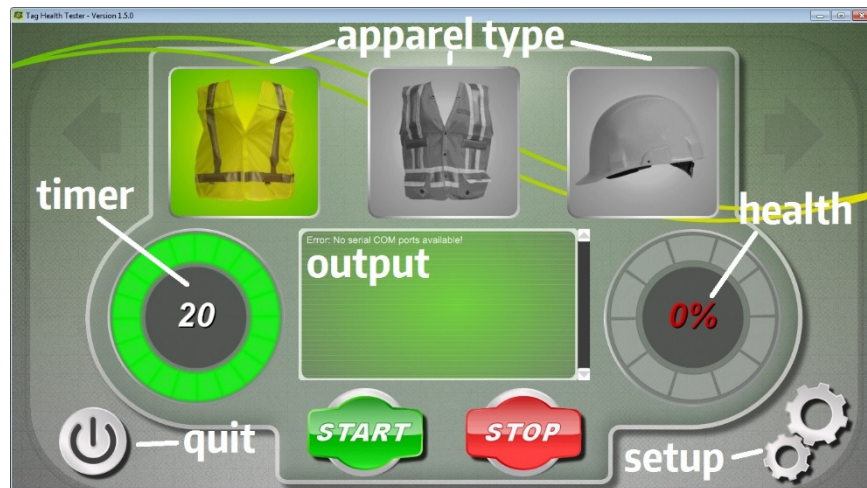 Tag Health Tester - Version 1.5.0
apparel type
timer
health
Error: No serial COM ports available!
output
20
0%
START
STOP
quit
setup